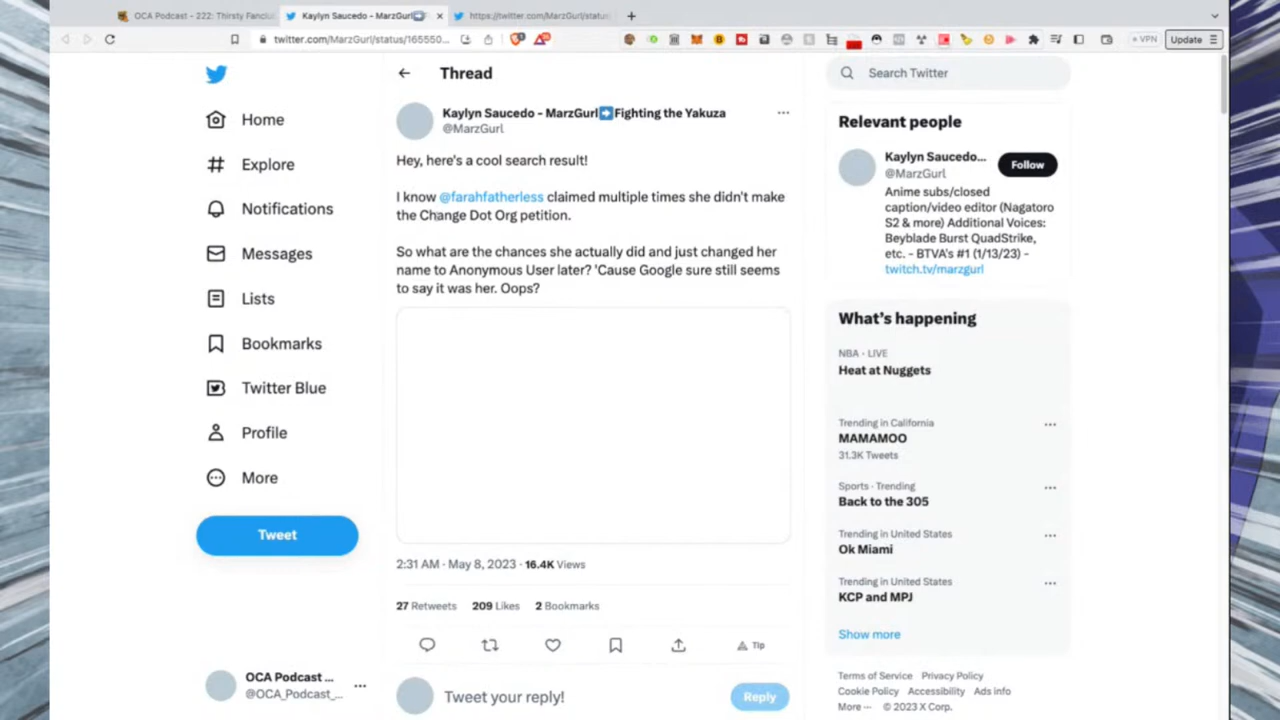 OCA Podcast - 222: Thirsty Fanclu
Kaylyn Saucedo - MarzGurl➡️F
https://twitter.com/MarzGurl/status
twitter.com/MarzGurl/status/165550...
VPN
Update
Home
Explore
Notifications
Messages
Lists
Bookmarks
Twitter Blue
Profile
More
Tweet
OCA Podcast ...
@OCA_Podcast_...
Thread
Kaylyn Saucedo - MarzGurl➡️Fighting the Yakuza
@MarzGurl
Hey, here's a cool search result!
I know @farahfatherless claimed multiple times she didn't make
the Change Dot Org petition.
So what are the chances she actually did and just changed her
name to Anonymous User later? 'Cause Google sure still seems
to say it was her. Oops?
2:31 AM · May 8, 2023 · 16.4K Views
27 Retweets 209 Likes 2 Bookmarks
Tip
Tweet your reply!
Reply
Search Twitter
Relevant people
Kaylyn Saucedo...
@MarzGurl
Follow
Anime subs/closed
caption/video editor (Nagatoro
S2 & more) Additional Voices:
Beyblade Burst QuadStrike,
etc. - BTVA's #1 (1/13/23) -
twitch.tv/marzgurl
What's happening
NBA · LIVE
Heat at Nuggets
Trending in California
MAMAMOO
31.3K Tweets
Sports · Trending
Back to the 305
Trending in United States
Ok Miami
Trending in United States
KCP and MPJ
Show more
Terms of Service Privacy Policy
Cookie Policy Accessibility Ads info
More ··· © 2023 X Corp.